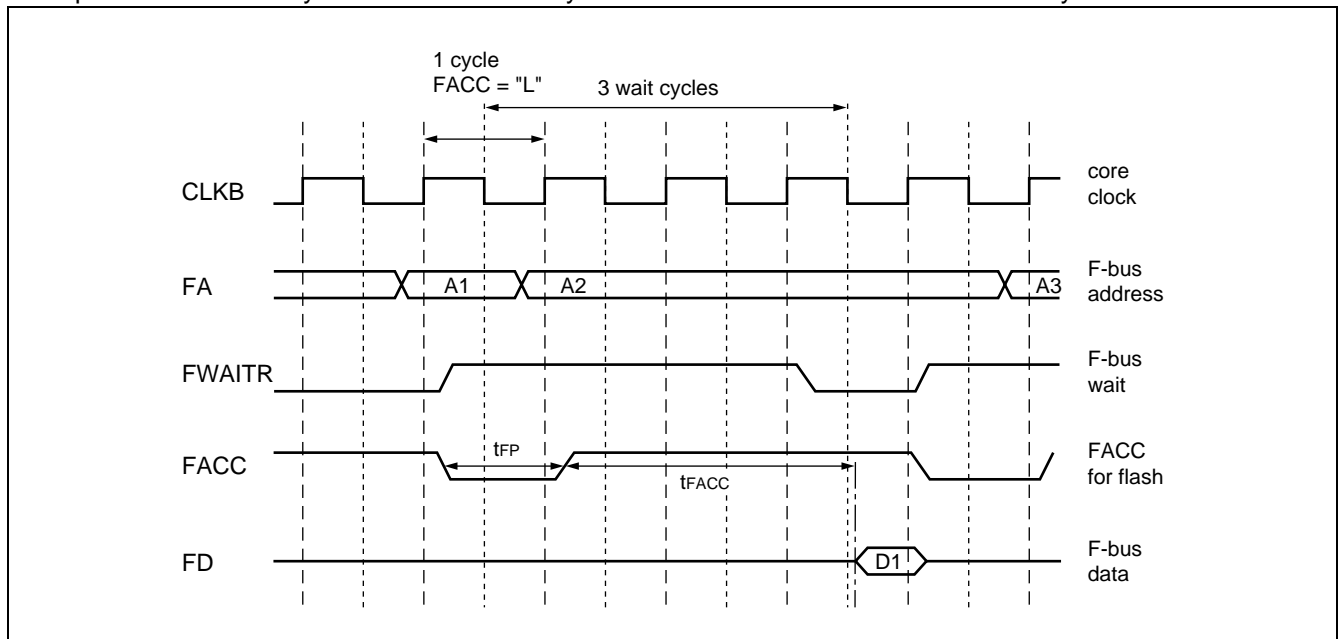 1 cycle
FACC = "L"
3 wait cycles
CLKB
core
clock
FA
A1
A2
A3
F-bus
address
FWAITR
F-bus
wait
FACC
tFP
tFACC
FACC
for flash
FD
D1
F-bus
data